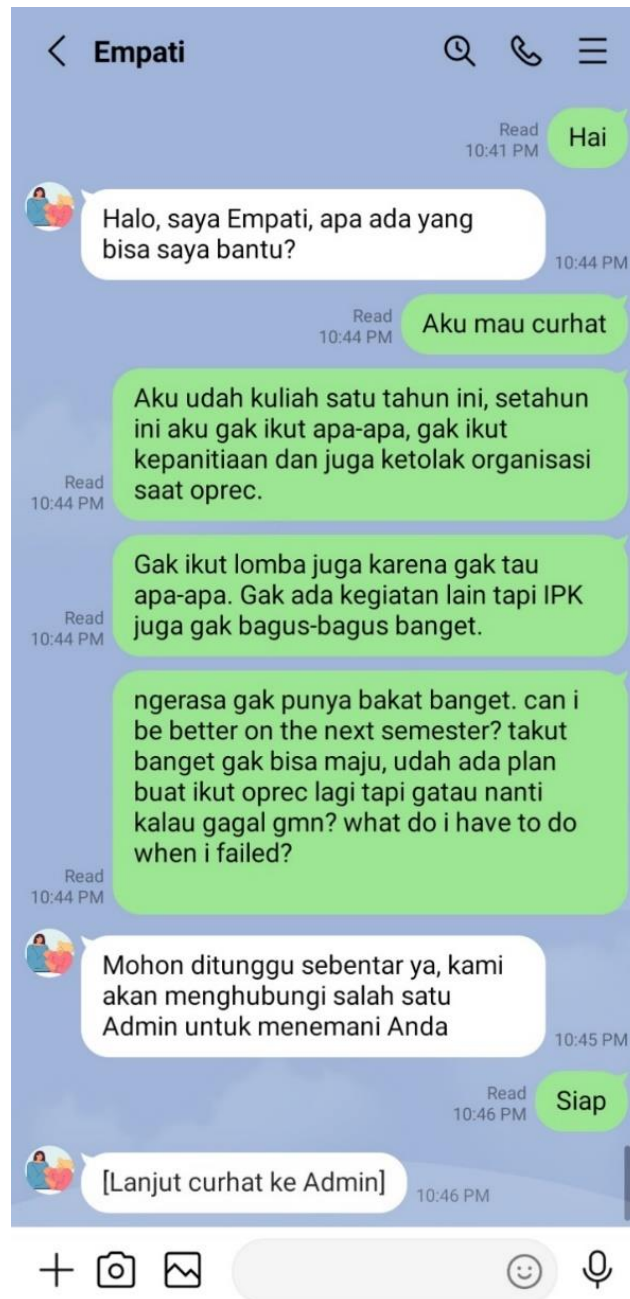 Empati
Read
10:41 PM
Hai
Halo, saya Empati, apa ada yang
bisa saya bantu?
10:44 PM
Read
10:44 PM
Aku mau curhat
Aku udah kuliah satu tahun ini, setahun
ini aku gak ikut apa-apa, gak ikut
kepanitiaan dan juga ketolak organisasi
saat oprec.
Read
10:44 PM
Gak ikut lomba juga karena gak tau
apa-apa. Gak ada kegiatan lain tapi IPK
juga gak bagus-bagus banget.
Read
10:44 PM
ngerasa gak punya bakat banget. can i
be better on the next semester? takut
banget gak bisa maju, udah ada plan
buat ikut oprec lagi tapi gatau nanti
kalau gagal gmn? what do i have to do
when i failed?
Read
10:44 PM
Mohon ditunggu sebentar ya, kami
akan menghubungi salah satu
Admin untuk menemani Anda
10:45 PM
Read
10:46 PM
Siap
[Lanjut curhat ke Admin]
10:46 PM